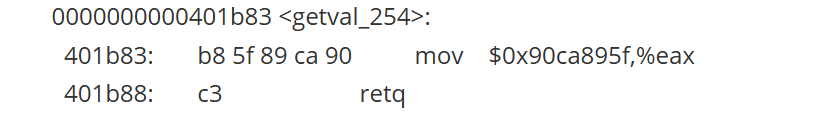 0000000000401b83 <getval_254>:
401b83: b8 5f 89 ca 90 mov $0x90ca895f,%eax
401b88: c3 retq